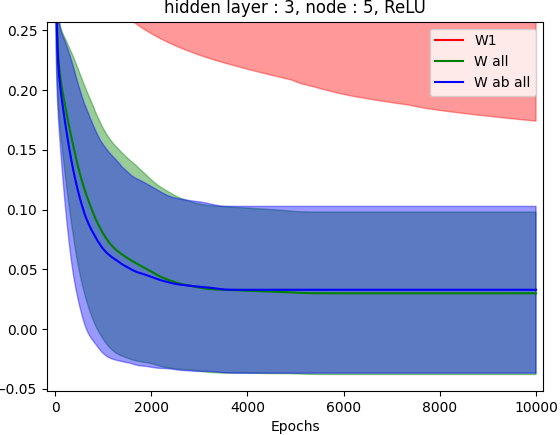 hidden layer : 3, node : 5, ReLU
0.25
0.20
0.15
0.10
0.05
0.00
−0.05
W1
W all
W ab all
0
2000
4000
6000
8000
10000
Epochs